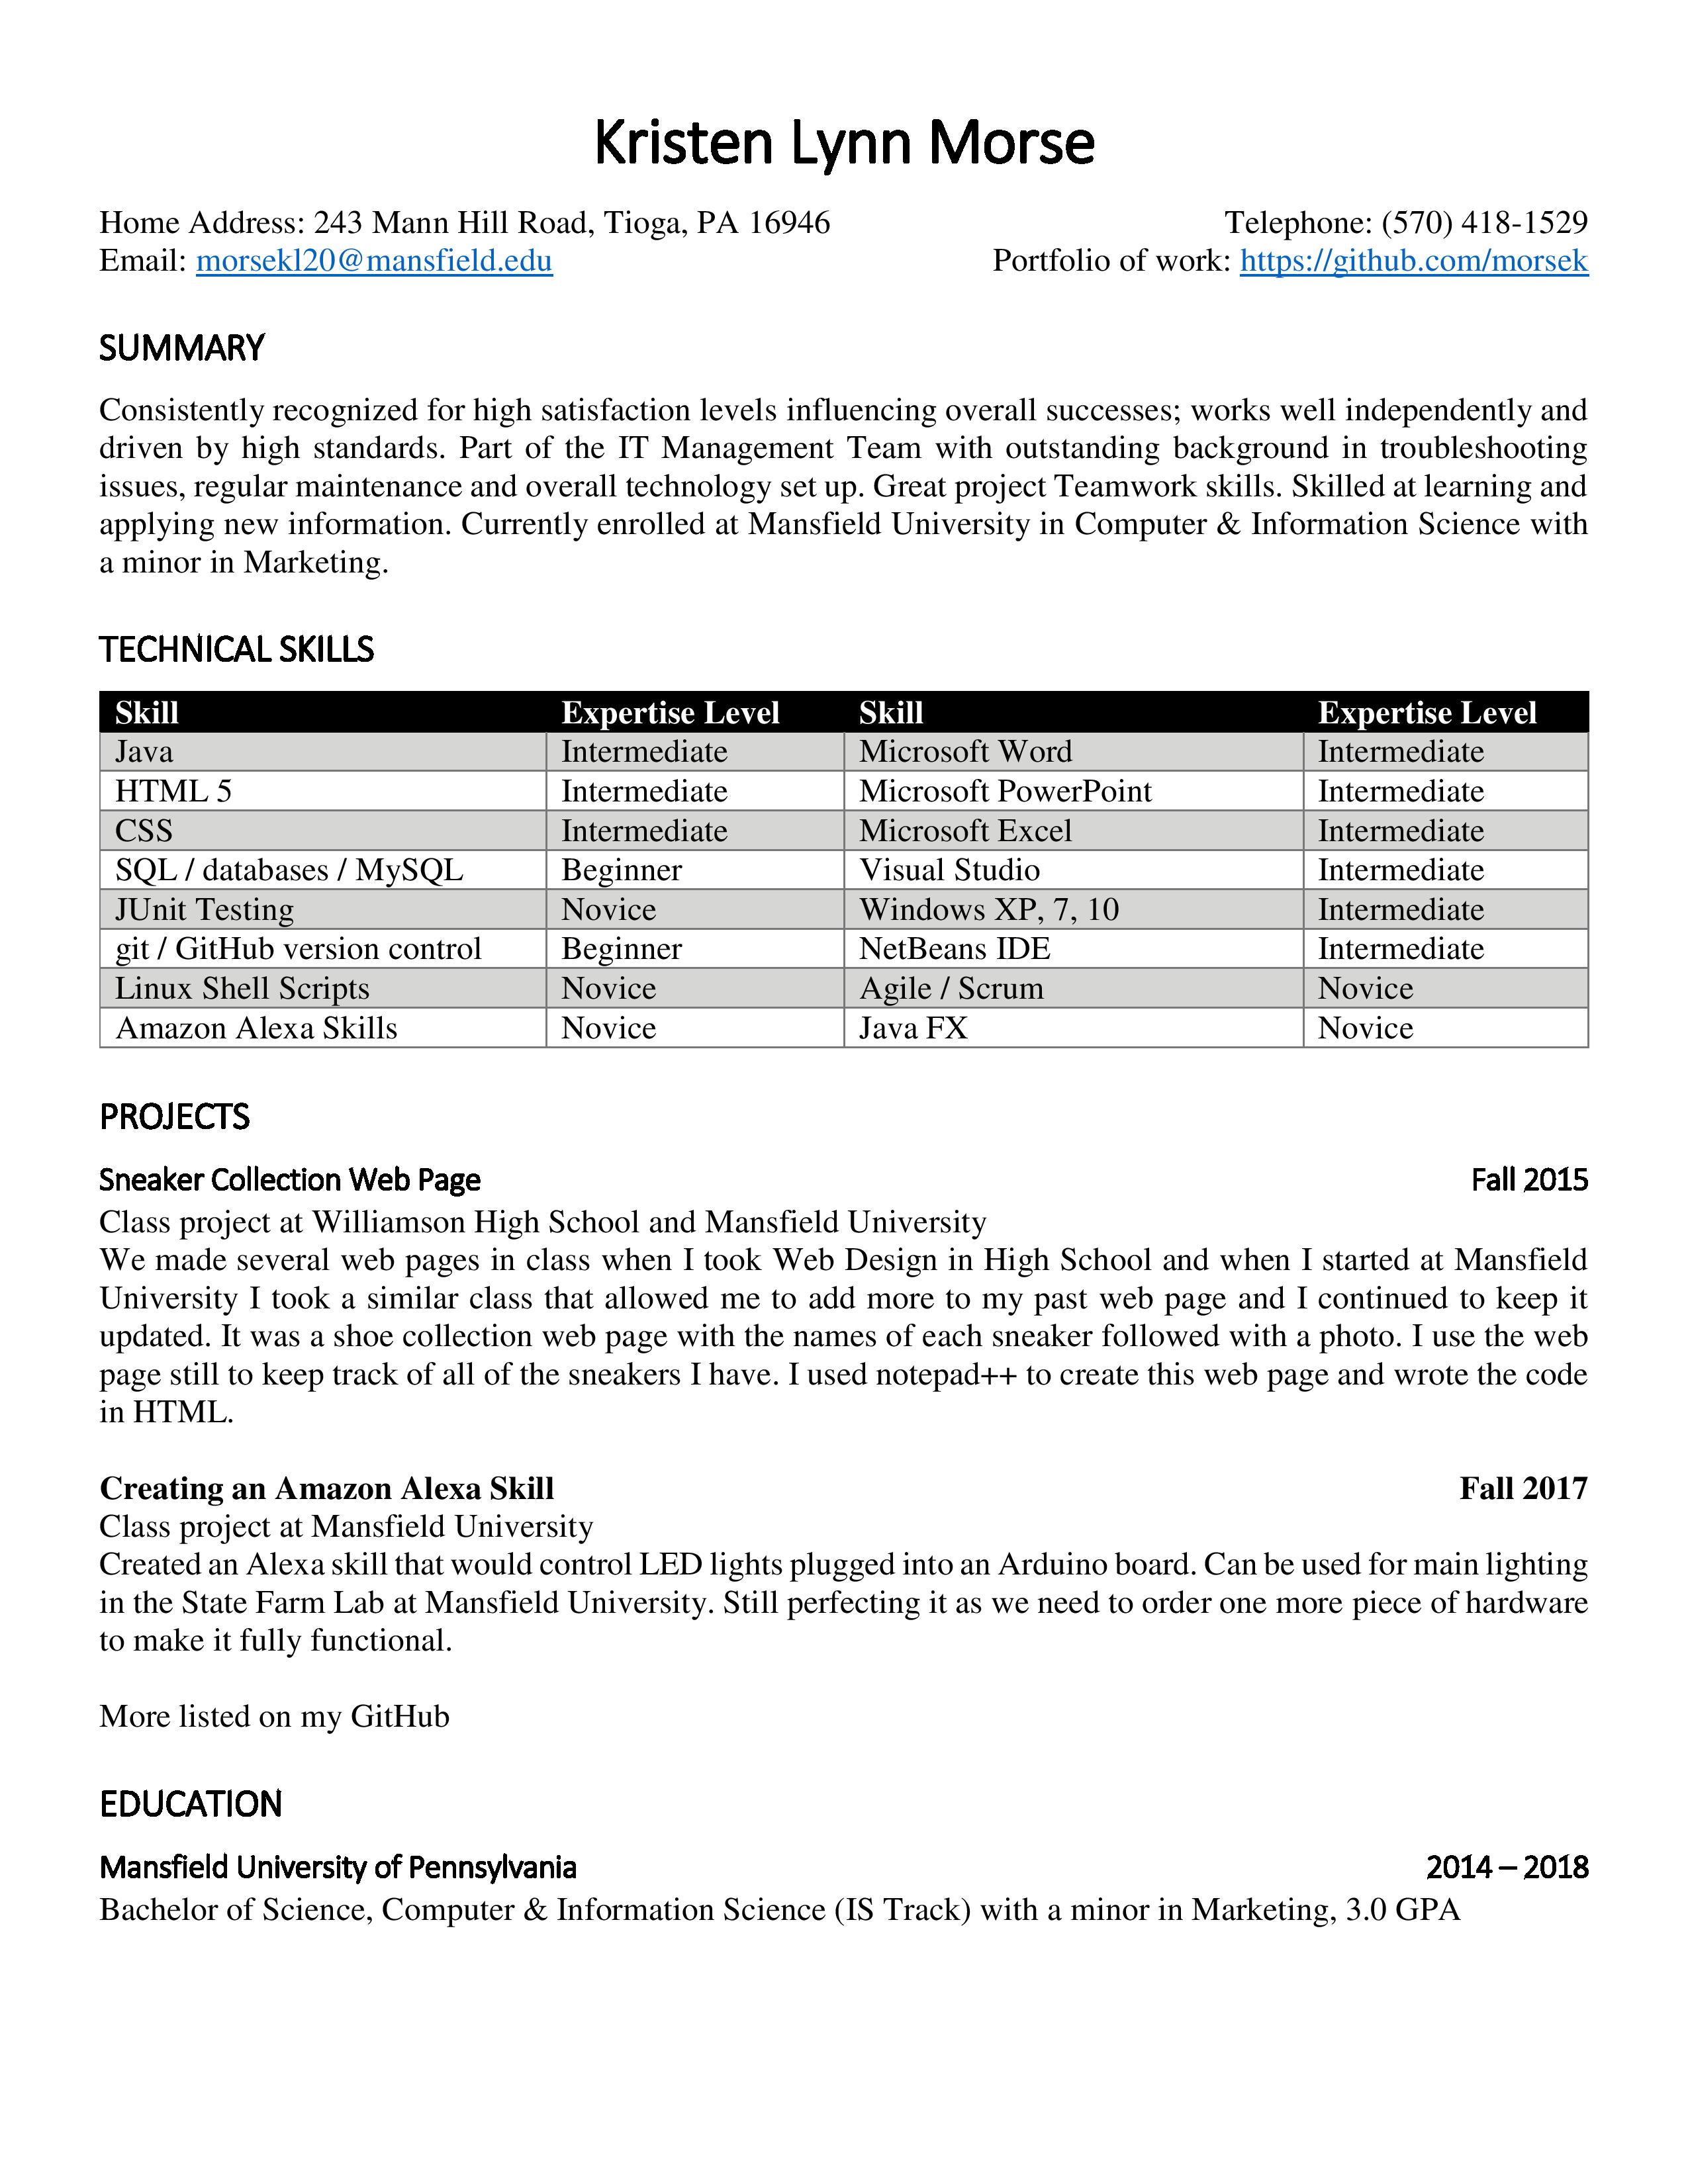 Kristen Lynn Morse
Home Address: 243 Mann Hill Road, Tioga, PA 16946 Telephone: (570) 418-1529
Email: morsekl20@mansfield.edu Portfolio of work: https://github.com/morsek
SUMMARY
Consistently recognized for high satisfaction levels influencing overall successes; works well independently and
driven by high standards. Part of the IT Management Team with outstanding background in troubleshooting
issues, regular maintenance and overall technology set up. Great project Teamwork skills. Skilled at learning and
applying new information. Currently enrolled at Mansfield University in Computer & Information Science with
a minor in Marketing.
TECHNICAL SKILLS
Skill Expertise Level Skill Expertise Level
Java Intermediate Microsoft Word Intermediate
HTML 5 Intermediate Microsoft PowerPoint Intermediate
CSS Intermediate Microsoft Excel Intermediate
SQL / databases / MySQL Beginner Visual Studio Intermediate
JUnit Testing Novice Windows XP, 7, 10 Intermediate
git / GitHub version control Beginner NetBeans IDE Intermediate
Linux Shell Scripts Novice Agile / Scrum Novice
Amazon Alexa Skills Novice Java FX Novice
PROJECTS
Sneaker Collection Web Page Fall 2015
Class project at Williamson High School and Mansfield University
We made several web pages in class when I took Web Design in High School and when I started at Mansfield
University I took a similar class that allowed me to add more to my past web page and I continued to keep it
updated. It was a shoe collection web page with the names of each sneaker followed with a photo. I use the web
page still to keep track of all of the sneakers I have. I used notepad++ to create this web page and wrote the code
in HTML.
Creating an Amazon Alexa Skill Fall 2017
Class project at Mansfield University
Created an Alexa skill that would control LED lights plugged into an Arduino board. Can be used for main lighting
in the State Farm Lab at Mansfield University. Still perfecting it as we need to order one more piece of hardware
to make it fully functional.
More listed on my GitHub
EDUCATION
Mansfield University of Pennsylvania 2014 – 2018
Bachelor of Science, Computer & Information Science (IS Track) with a minor in Marketing, 3.0 GPA